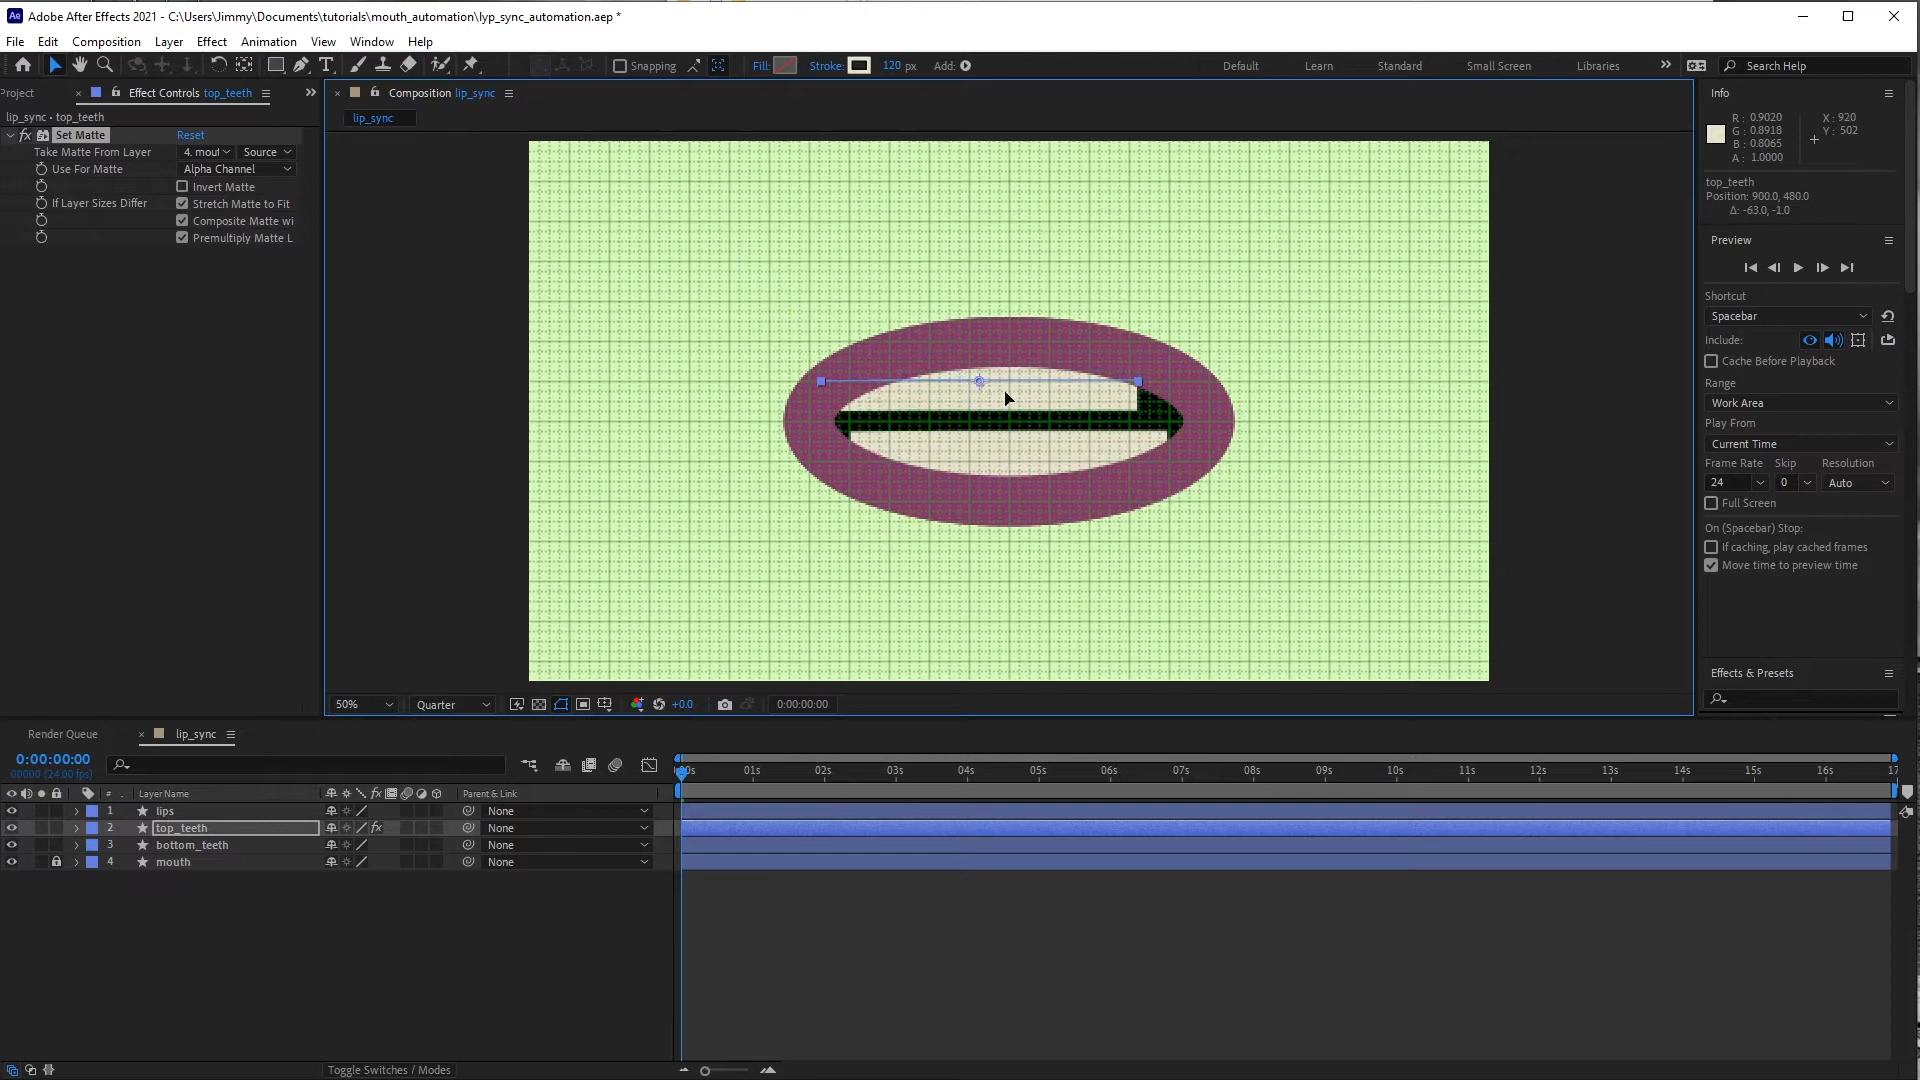 Adobe After Effects 2021 - C:\Users\Jimmy\Documents\tutorials\mouth_automation\lyp_sync_automation.aep *
File Edit Composition Layer Effect Animation View Window Help
Snapping Fill: Stroke: 120 px Add: Default Learn Standard Small Screen Libraries Search Help
Project Effect Controls top_teeth
lip_sync • top_teeth
fx Set Matte Reset
Take Matte From Layer 4. mout Source
Use For Matte Alpha Channel
Invert Matte
If Layer Sizes Differ Stretch Matte to Fit
Composite Matte wi
Premultiply Matte L
Composition lip_sync
lip_sync
50% Quarter +0.0 0:00:00:00
Info
R: 0.9020 X: 920
G: 0.8918 Y: 502
B: 0.8065
A: 1.0000
top_teeth
Position: 900.0, 480.0
Δ: -63.0, -1.0
Preview
Shortcut
Spacebar
Include:
Cache Before Playback
Range
Work Area
Play From
Current Time
Frame Rate Skip Resolution
24 0 Auto
Full Screen
On (Spacebar) Stop:
If caching, play cached frames
Move time to preview time
Effects & Presets
Render Queue lip_sync
0:00:00:00
00000 (24.00 fps)
:00s 01s 02s 03s 04s 05s 06s 07s 08s 09s 10s 11s 12s 13s 14s 15s 16s 17
# Layer Name fx Parent & Link
1 lips None
2 top_teeth fx None
3 bottom_teeth None
4 mouth None
Toggle Switches / Modes